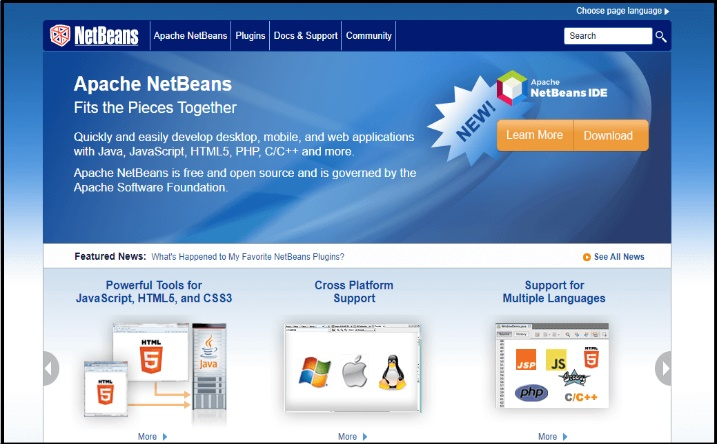 Choose page language
NetBeans
Apache NetBeans
Plugins
Docs & Support
Community
Search
Apache NetBeans
Fits the Pieces Together
Quickly and easily develop desktop, mobile, and web applications
with Java, JavaScript, HTML5, PHP, C/C++ and more.
Apache NetBeans is free and open source and is governed by the
Apache Software Foundation.
NEW!
Apache
NetBeans IDE
Learn More
Download
Featured News: What's Happened to My Favorite NetBeans Plugins?
See All News
Powerful Tools for
JavaScript, HTML5, and CSS3
HTML
5
HTML
5
Java
More
Cross Platform
Support
More
Support for
Multiple Languages
JSP
JS
HTML
5
php
Groovy
C/C++
More